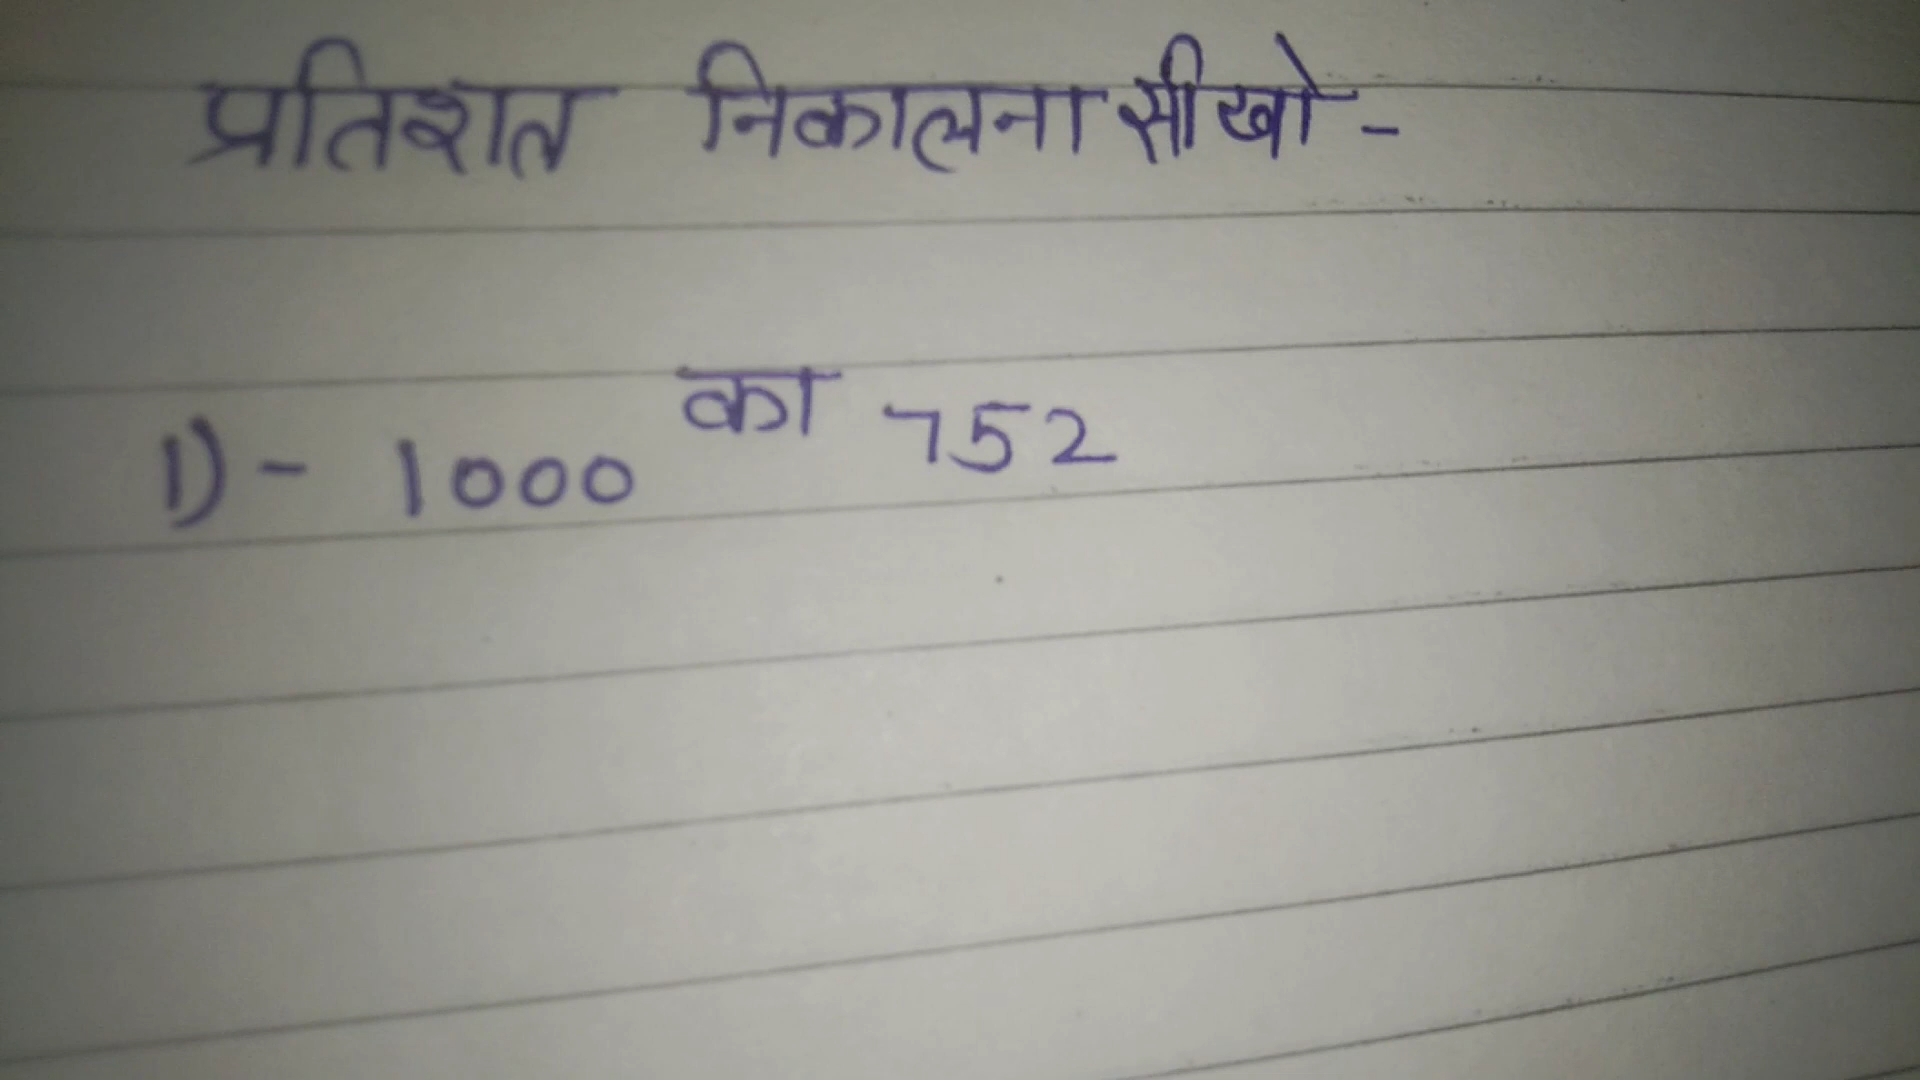 प्रतिशत निकालना सीखो -
1) - 1000 का 752